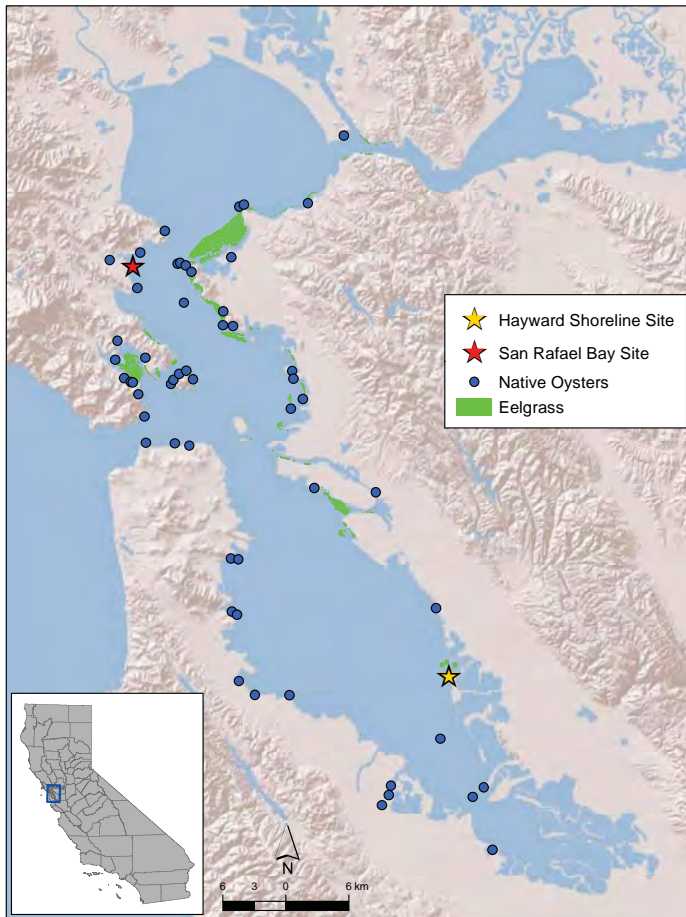 Hayward Shoreline Site
San Rafael Bay Site
Native Oysters
Eelgrass
N
6 3 0 6 km